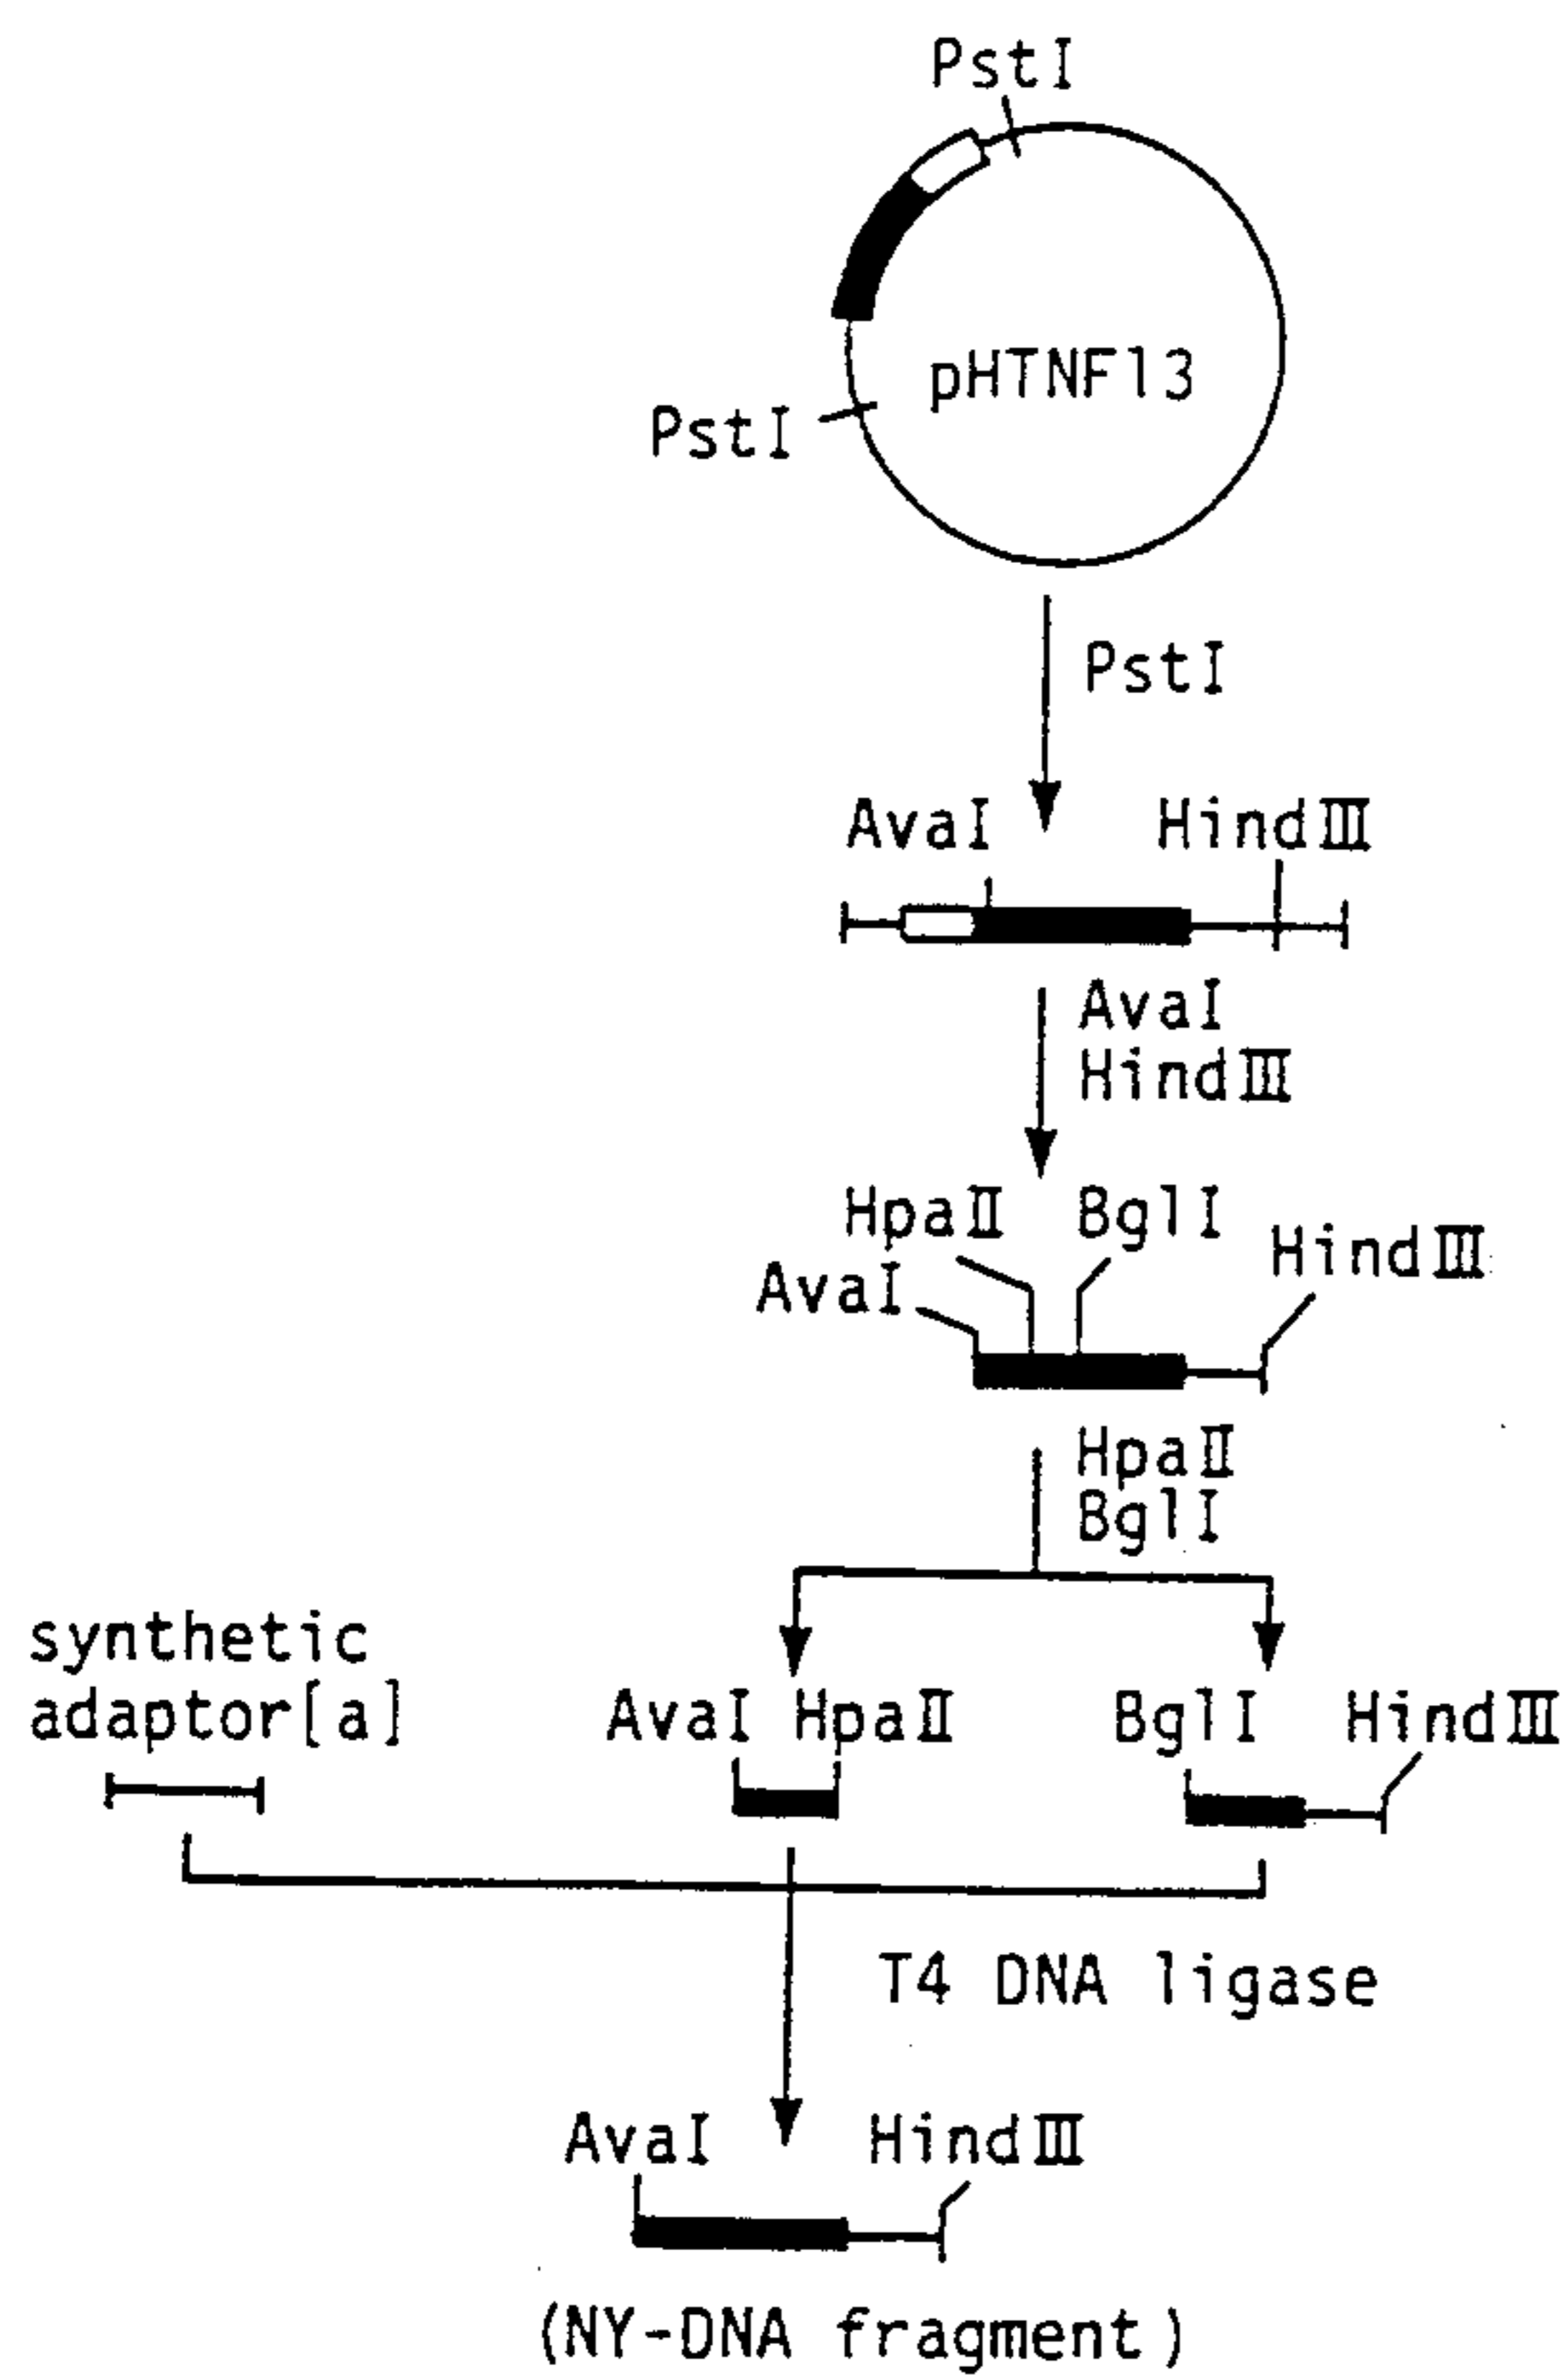 PstI
pHTNF13
PstI
PstI
AvaI HindIII
AvaI
HindIII
HpaII BglI
HindIII
AvaI
HpaII
BglI
synthetic
adaptor[a]
AvaI HpaII
BglI HindIII
T4 DNA ligase
AvaI HindIII
(NY-DNA fragment)